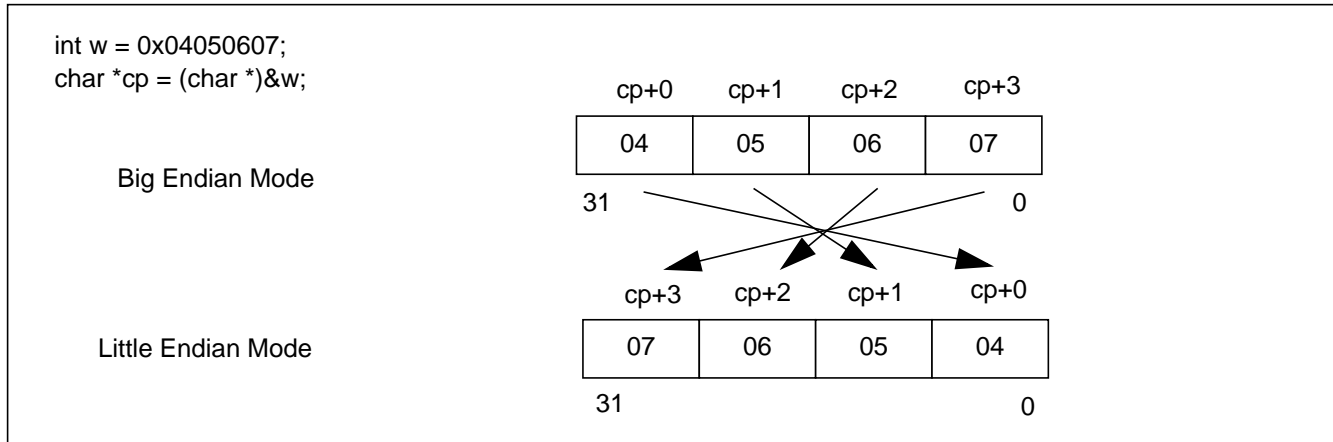 int w = 0x04050607;
char *cp = (char *)&w;
cp+0 cp+1 cp+2 cp+3
04 05 06 07
Big Endian Mode
31 0
cp+3 cp+2 cp+1 cp+0
Little Endian Mode
07 06 05 04
31 0